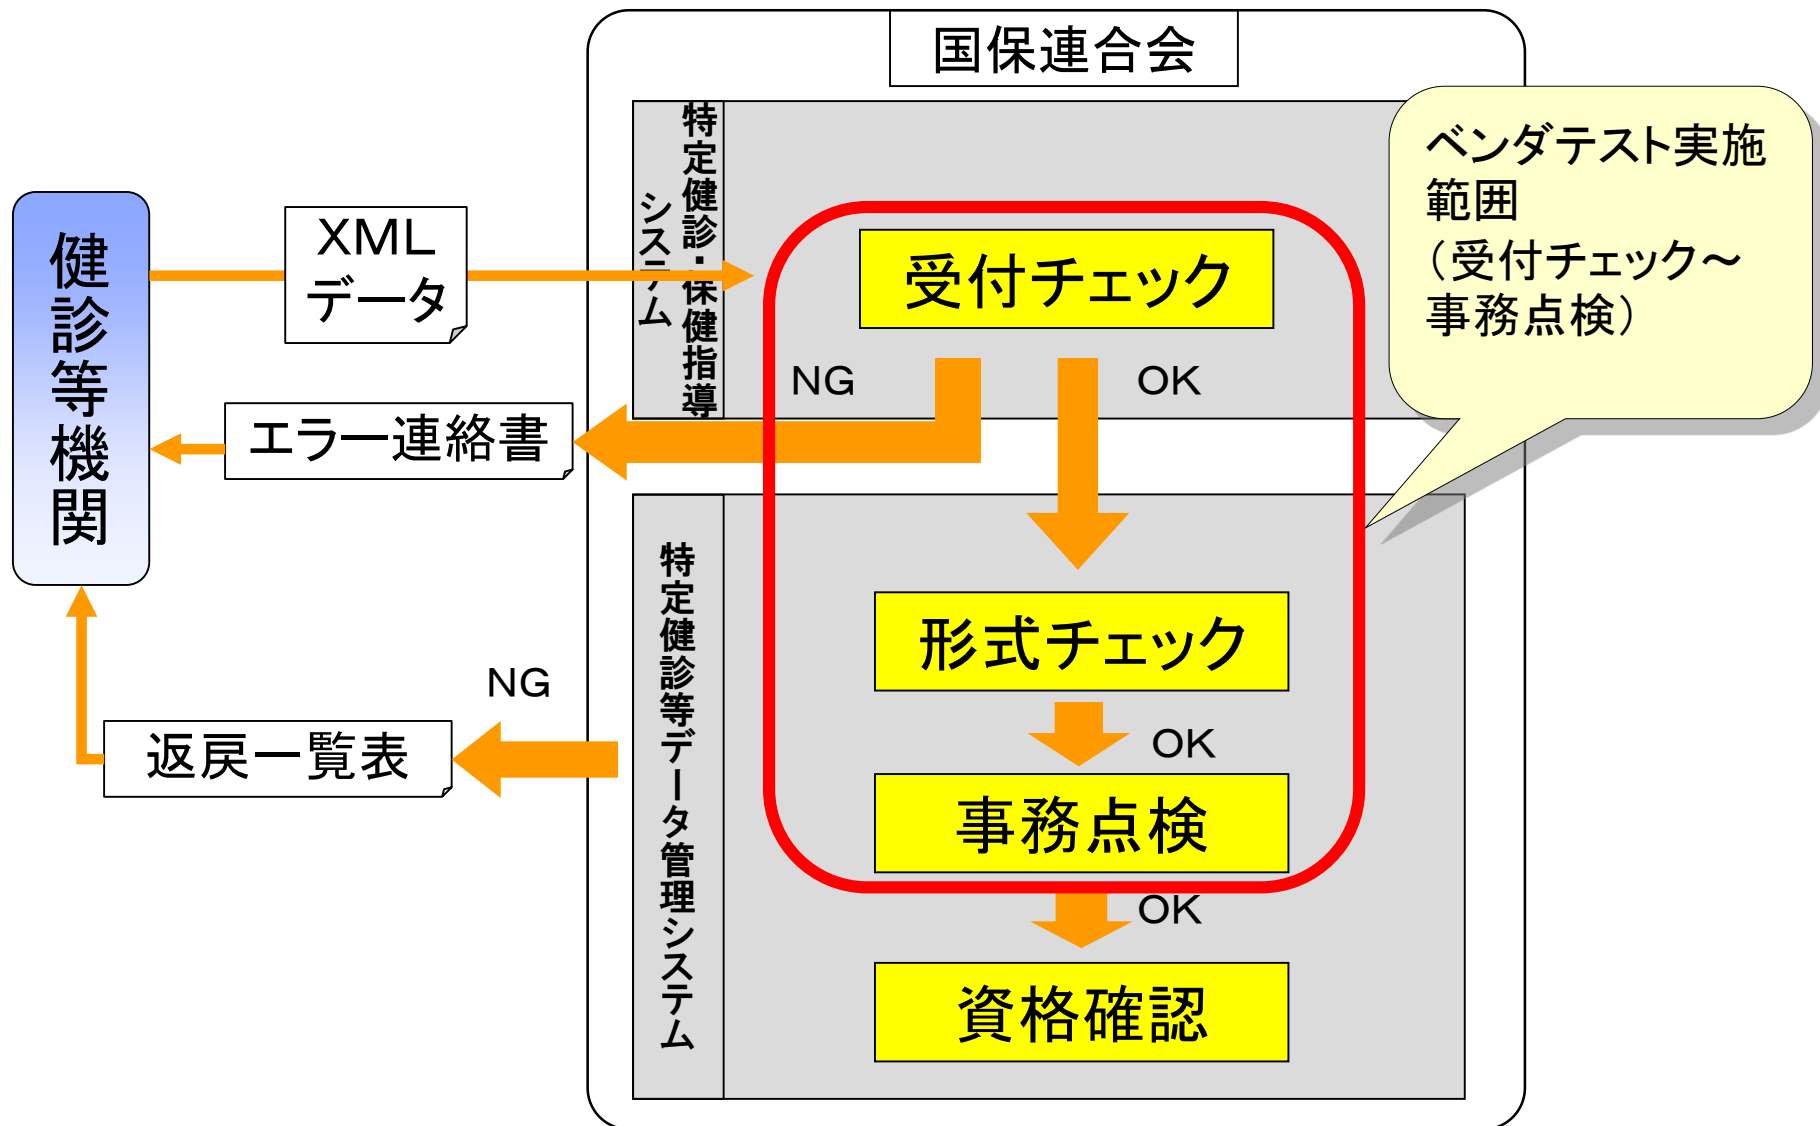 国保連合会
特定健診・保健指導
システム
ベンダテスト実施
範囲
（受付チェック～
事務点検）
健診等機関
XML
データ
受付チェック
NG
OK
エラー連絡書
特定健診等データ管理システム
形式チェック
NG
OK
返戻一覧表
事務点検
OK
資格確認